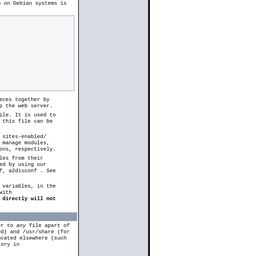 on Debian systems is
eces together by
p the web server.
ile. It is used to
this file can be
sites-enabled/
manage modules,
ons, respectively.
les from their
ed by using our
f, a2disconf . See
variables, in the
with
directly will not
r to any file apart of
d) and /usr/share (for
cated elsewhere (such
ory in